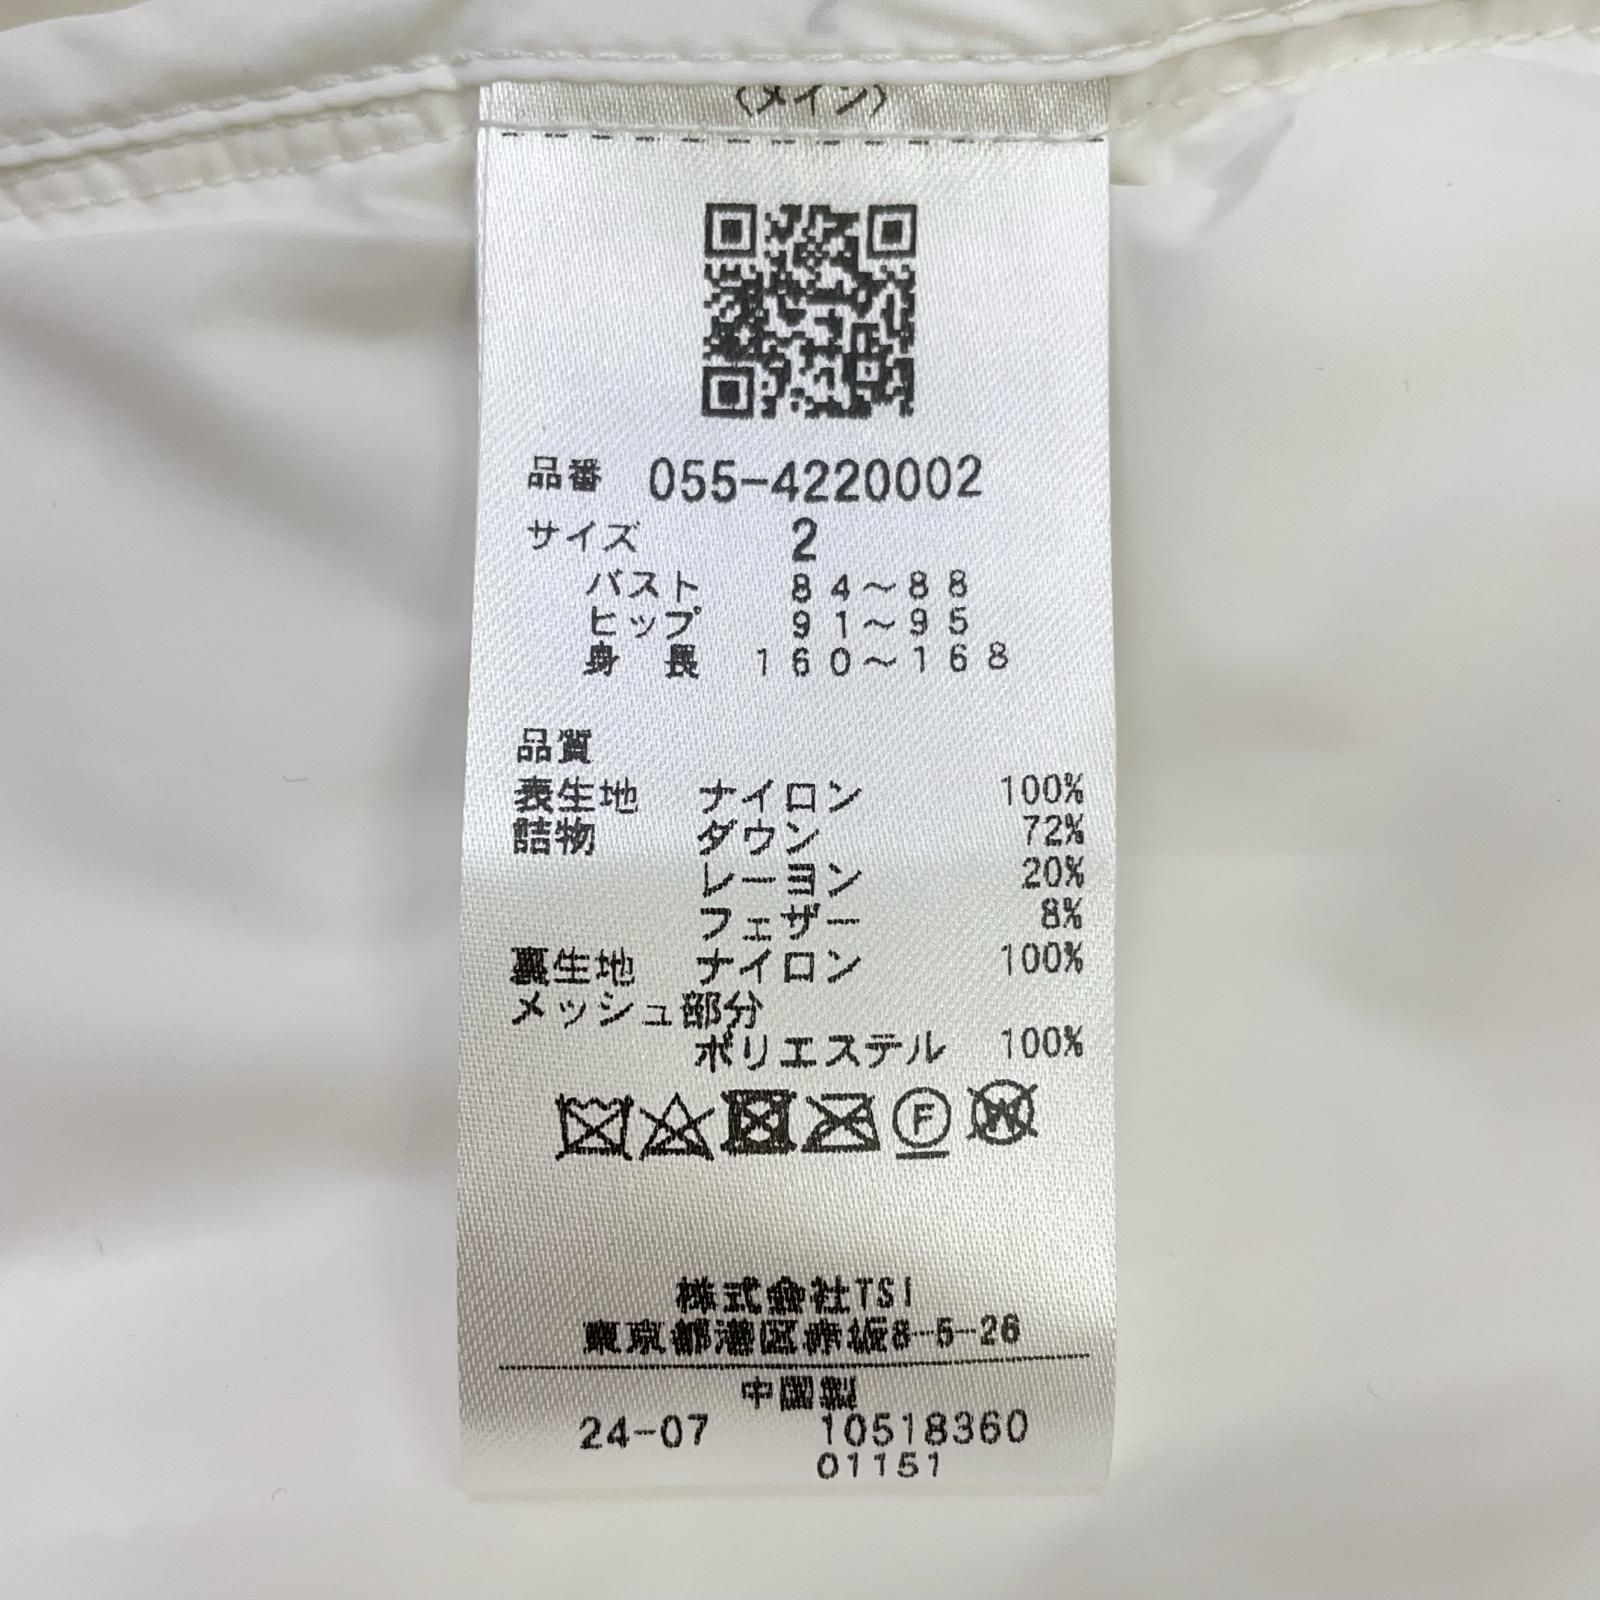 〈メイン〉
品番 055-4220002
サイズ 2
バスト 84～88
ヒップ 91～95
身 長 160～168
品質
表生地 ナイロン 100%
詰物 ダウン 72%
レーヨン 20%
フェザー 8%
裏生地 ナイロン 100%
メッシュ部分
ポリエステル 100%
F W
株式会社TSI
東京都港区赤坂8-5-26
中国製
24-07 10518360
01151